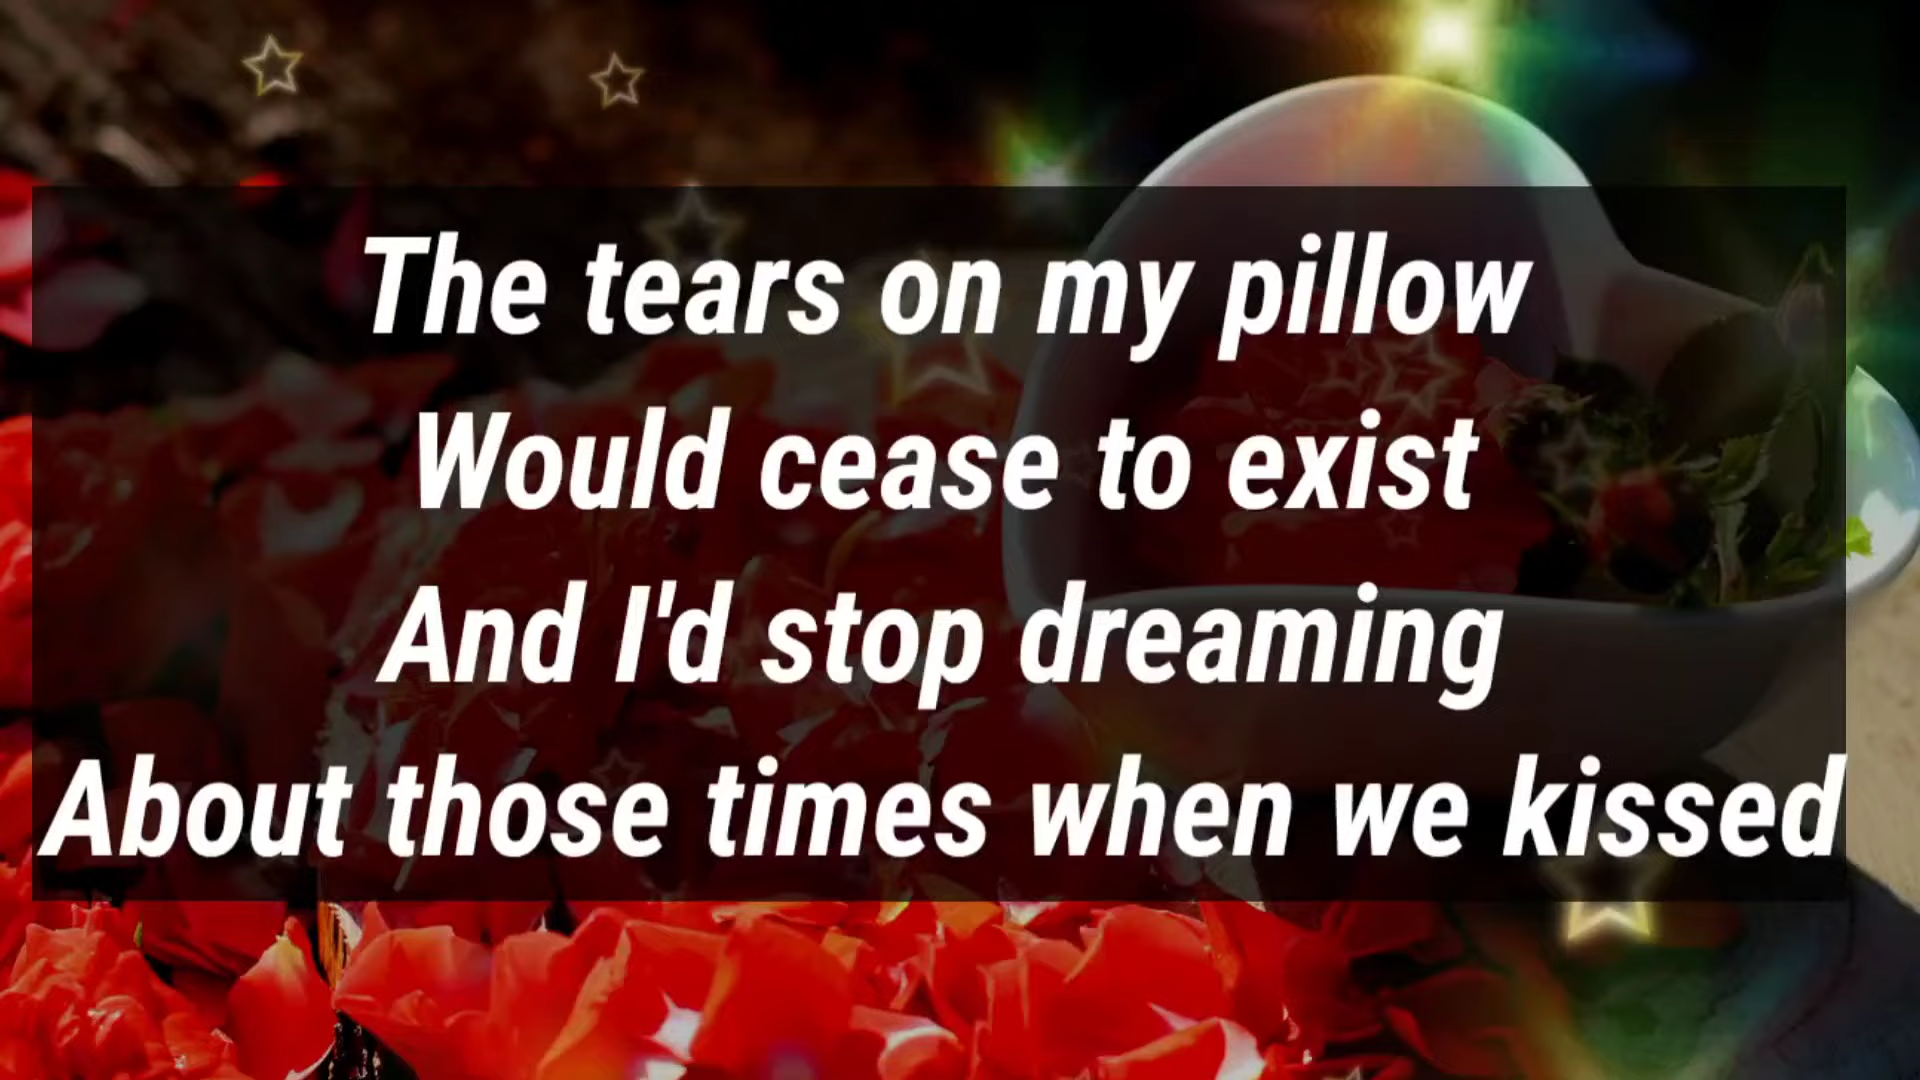 The tears on my pillow
Would cease to exist
And I'd stop dreaming
About those times when we kissed